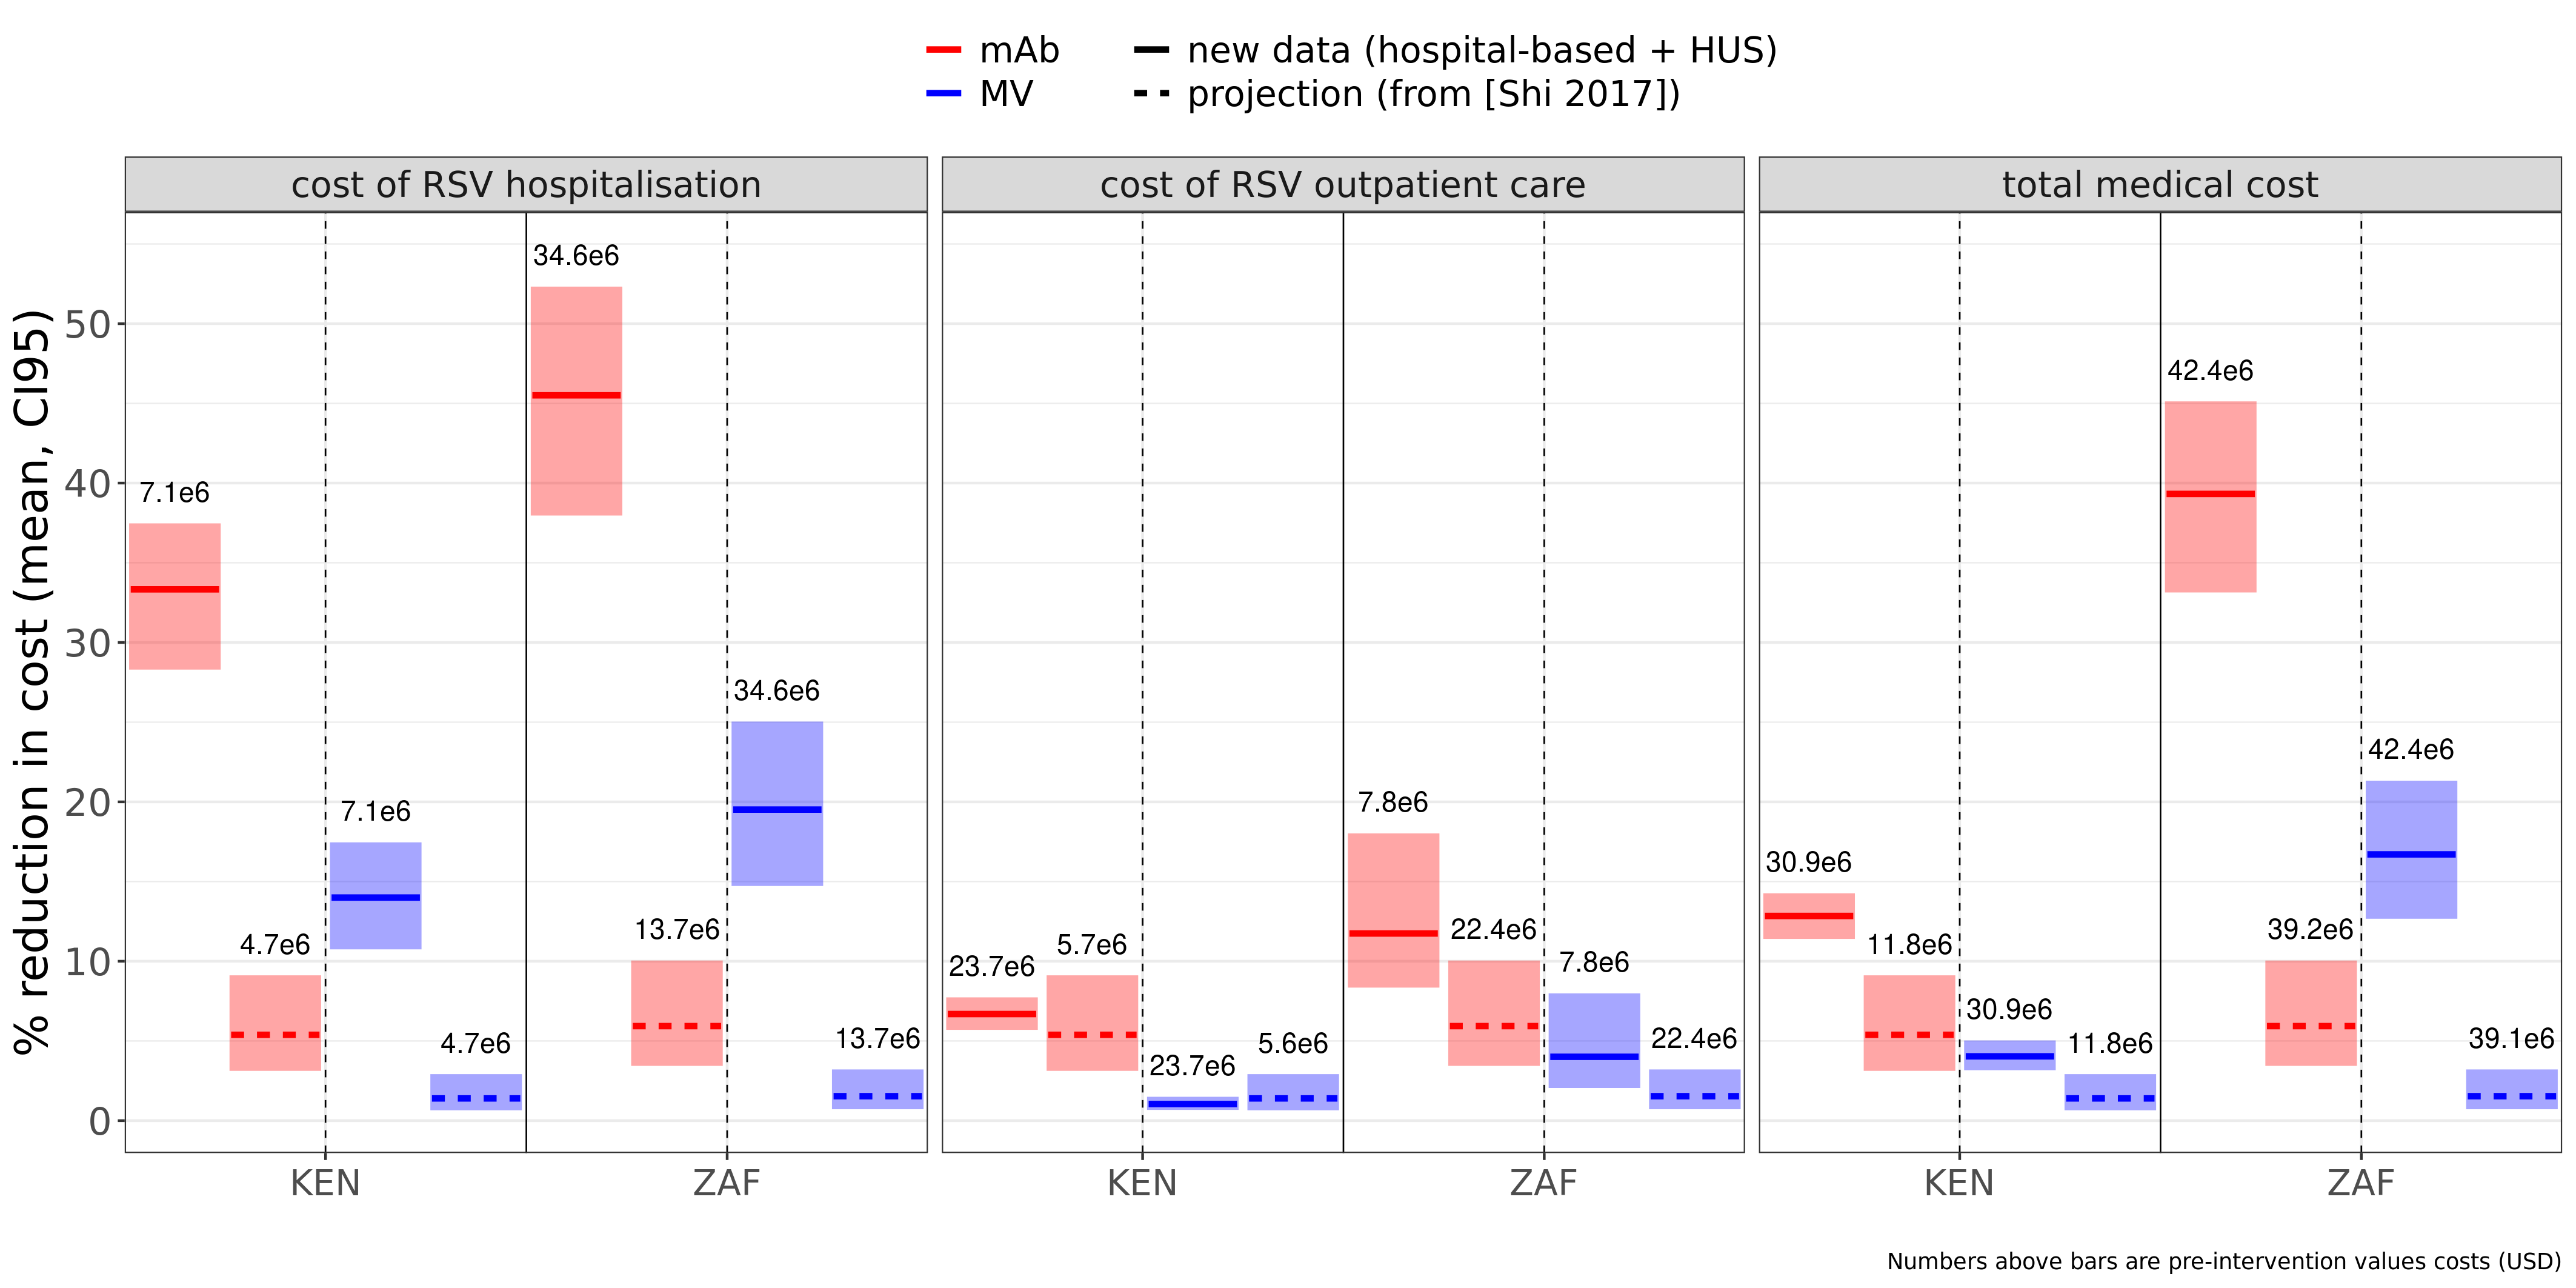 mAb
MV
new data (hospital-based + HUS)
projection (from [Shi 2017])
% reduction in cost (mean, CI95)
50
40
30
20
10
0
cost of RSV hospitalisation
7.1e6
4.7e6
7.1e6
4.7e6
34.6e6
13.7e6
34.6e6
13.7e6
KEN
ZAF
cost of RSV outpatient care
23.7e6
5.7e6
23.7e6
5.6e6
7.8e6
22.4e6
7.8e6
22.4e6
KEN
ZAF
total medical cost
30.9e6
11.8e6
30.9e6
11.8e6
42.4e6
39.2e6
42.4e6
39.1e6
KEN
ZAF
Numbers above bars are pre-intervention values costs (USD)